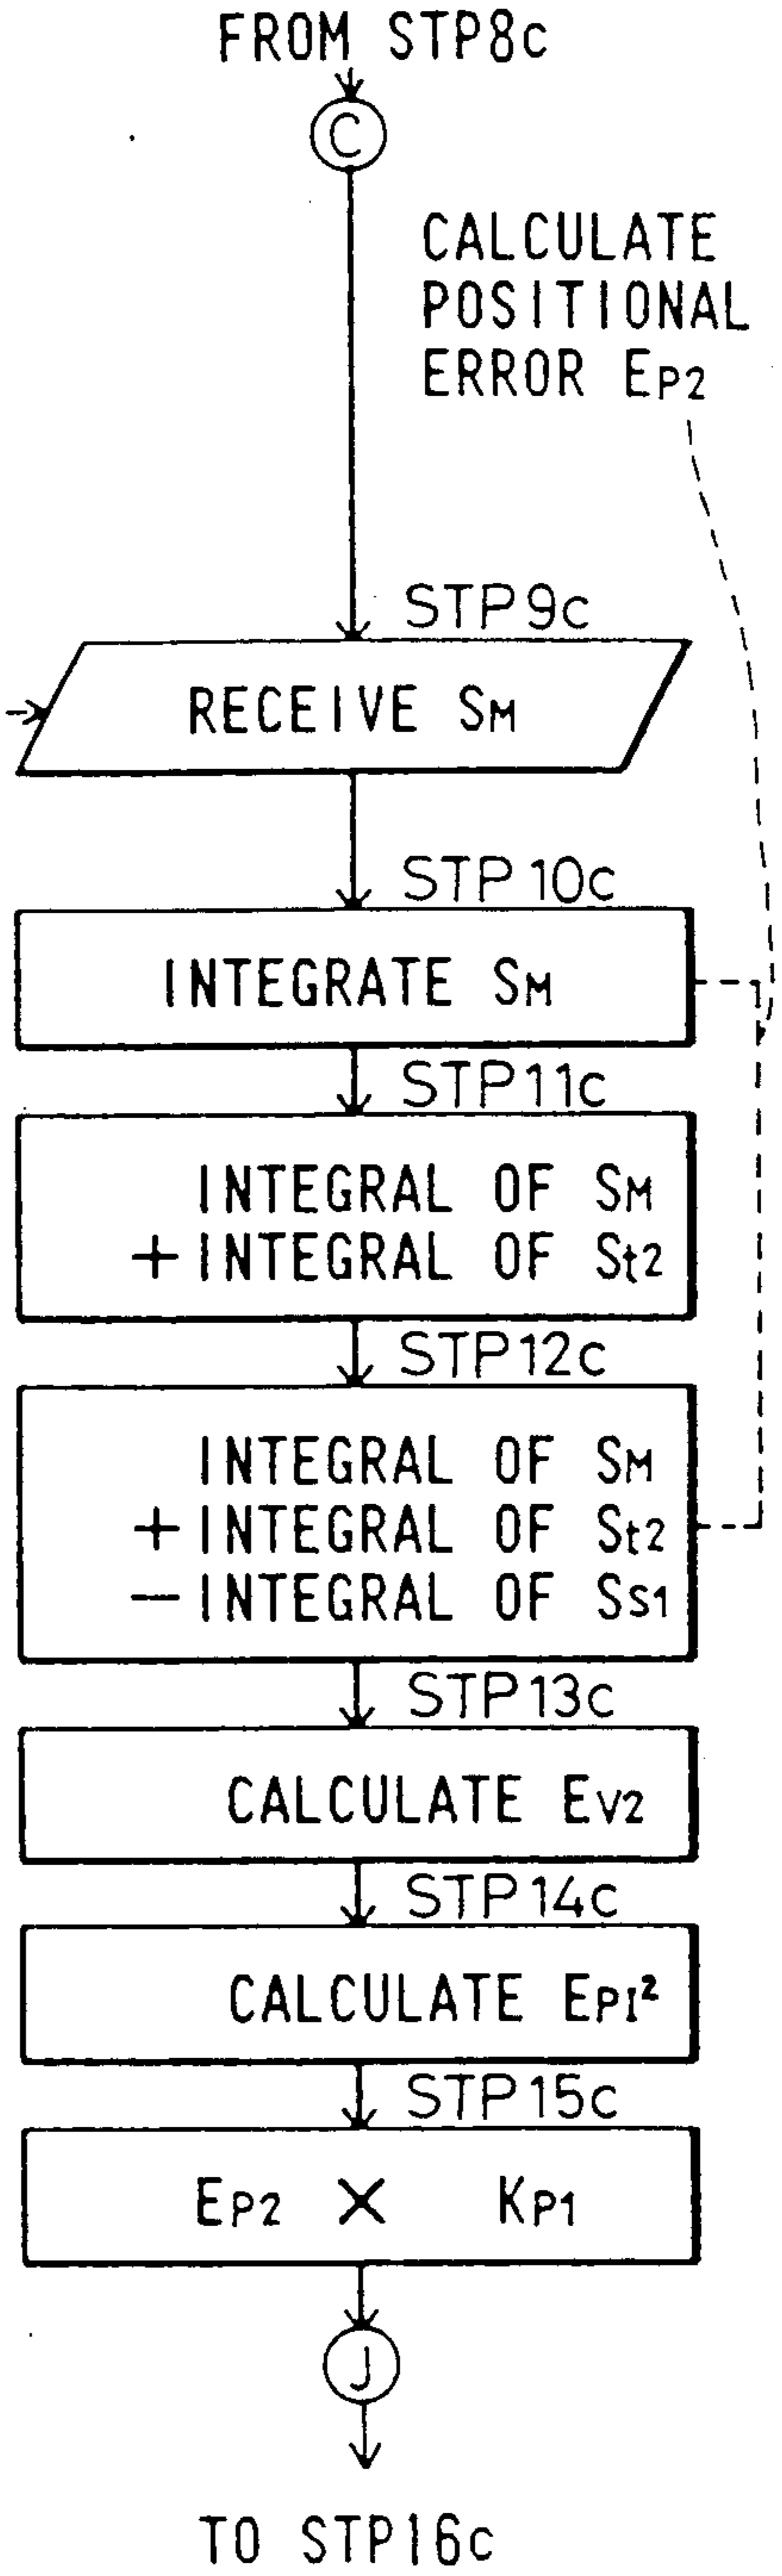 FROM STP8c
C
CALCULATE
POSITIONAL
ERROR EP2
STP9c
RECEIVE SM
STP10c
INTEGRATE SM
STP11c
INTEGRAL OF SM
+ INTEGRAL OF St2
STP12c
INTEGRAL OF SM
+ INTEGRAL OF St2
− INTEGRAL OF SS1
STP13c
CALCULATE EV2
STP14c
CALCULATE EPI²
STP15c
EP2 × KP1
J
TO STP16c